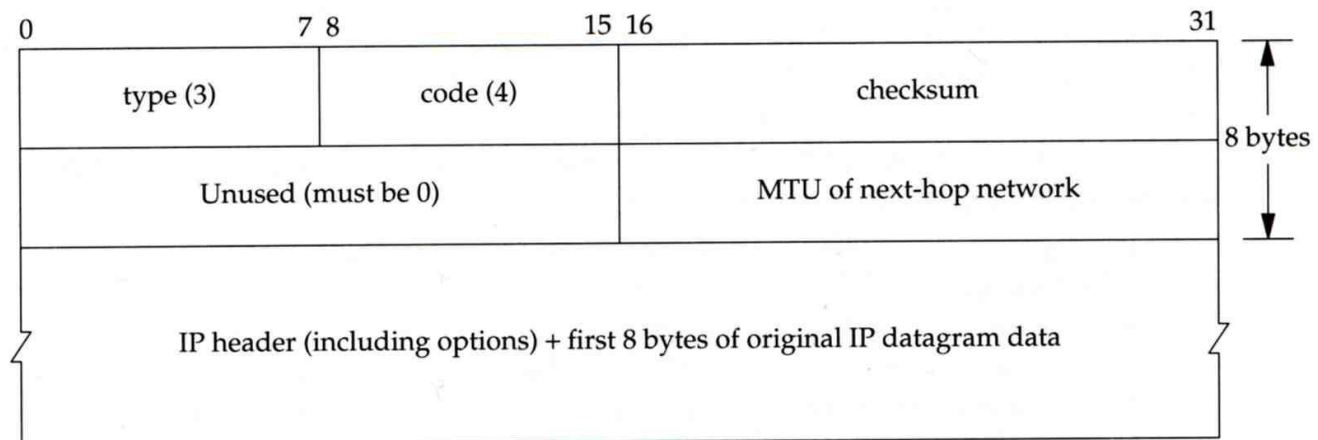 0 7 8 15 16 31
type (3) code (4) checksum
8 bytes
Unused (must be 0) MTU of next-hop network
IP header (including options) + first 8 bytes of original IP datagram data